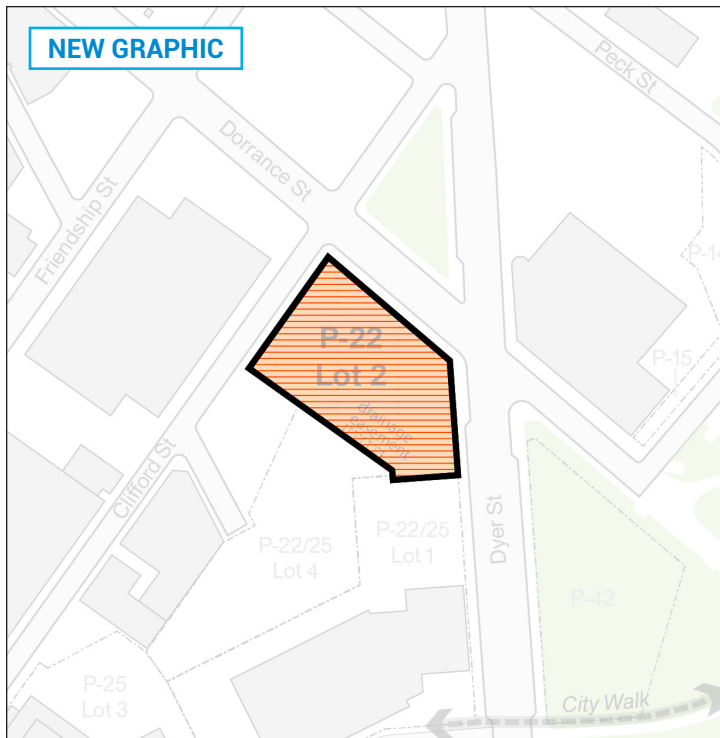 NEW GRAPHIC
Peck St
Dorrance St
Friendship St
P-14
P-22
Lot 2
P-15
drainage
easement
Clifford St
Dyer St
P-22/25
Lot 1
P-22/25
Lot 4
P-42
P-25
Lot 3
City Walk